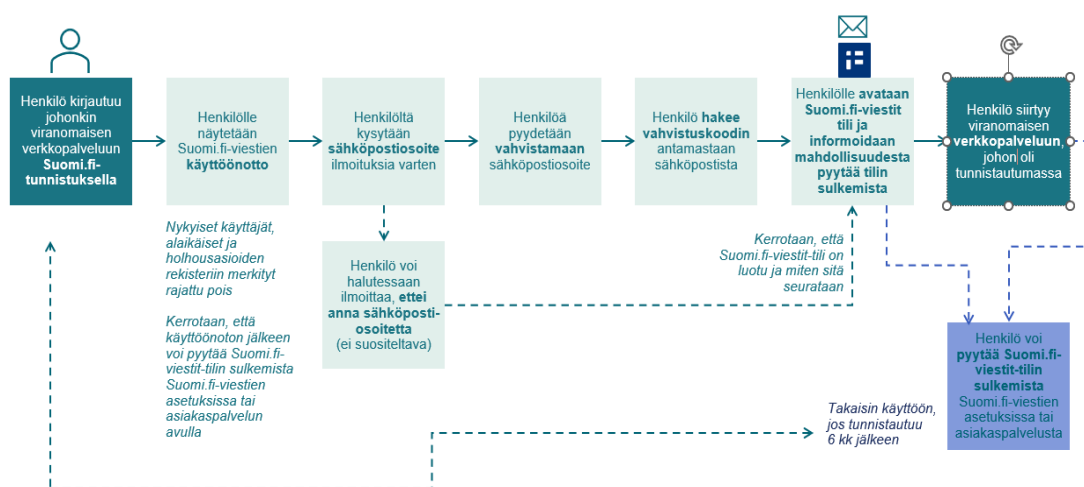 Henkilö kirjautuu
johonkin
viranomaisen
verkkopalveluun
Suomi.fi-
tunnistuksella
Henkilölle
näytetään
Suomi.fi-viestien
käyttöönotto
Henkilöltä
kysytään
sähköpostiosoite
ilmoituksia varten
Henkilöä
pyydetään
vahvistamaan
sähköpostiosoite
Henkilö hakee
vahvistuskoodin
antamastaan
sähköpostista
Henkilölle avataan
Suomi.fi-viestit
tili ja
informoidaan
mahdollisuudesta
pyytää tilin
sulkemista
Henkilö siirtyy
viranomaisen
verkkopalveluun,
johon oli
tunnistautumassa
Nykyiset käyttäjät,
alaikäiset ja
holhousasioiden
rekisteriin merkityt
rajattu pois
Kerrotaan, että
käyttöönoton jälkeen
voi pyytää Suomi.fi-
viestit-tilin sulkemista
Suomi.fi-viestien
asetuksissa tai
asiakaspalvelun
avulla
Henkilö voi
halutessaan
ilmoittaa, ettei
anna sähköposti-
osoitetta
(ei suositeltava)
Kerrotaan, että
Suomi.fi-viestit-tili on
luotu ja miten sitä
seurataan
Takaisin käyttöön,
jos tunnistautuu
6 kk jälkeen
Henkilö voi
pyytää Suomi.fi-
viestit-tilin
sulkemista
Suomi.fi-viestien
asetuksissa tai
asiakaspalvelusta